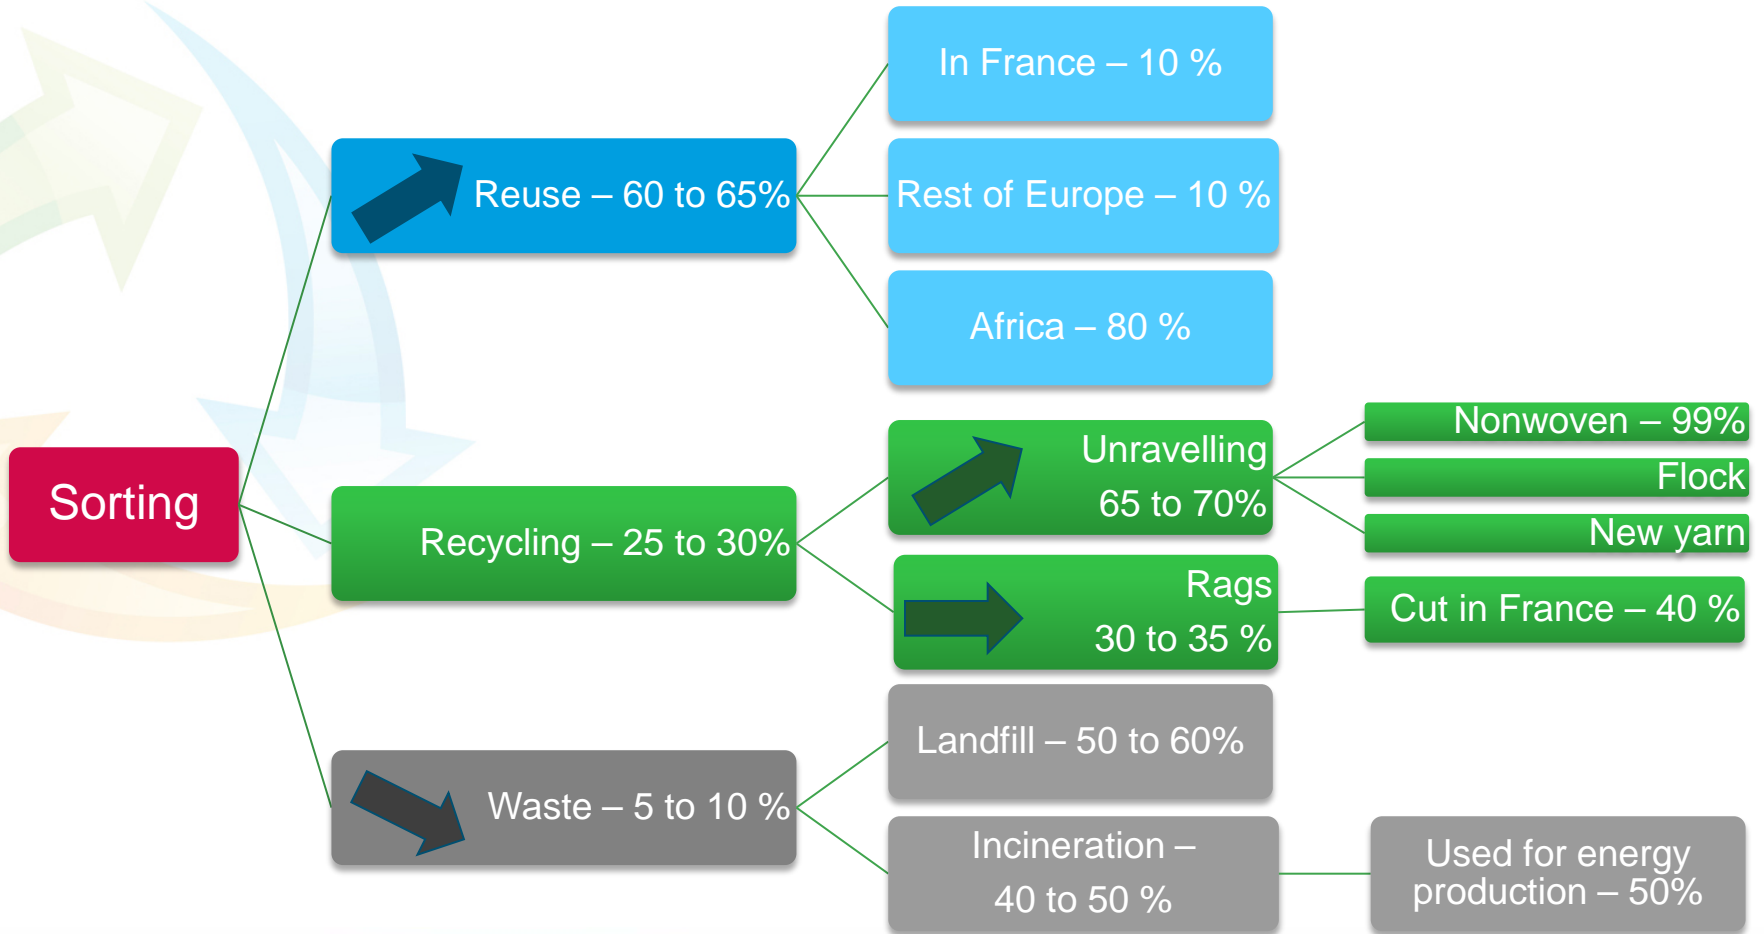 Sorting
Reuse – 60 to 65%
In France – 10 %
Rest of Europe – 10 %
Africa – 80 %
Recycling – 25 to 30%
Unravelling
65 to 70%
Nonwoven – 99%
Flock
New yarn
Rags
30 to 35 %
Cut in France – 40 %
Waste – 5 to 10 %
Landfill – 50 to 60%
Incineration –
40 to 50 %
Used for energy
production – 50%